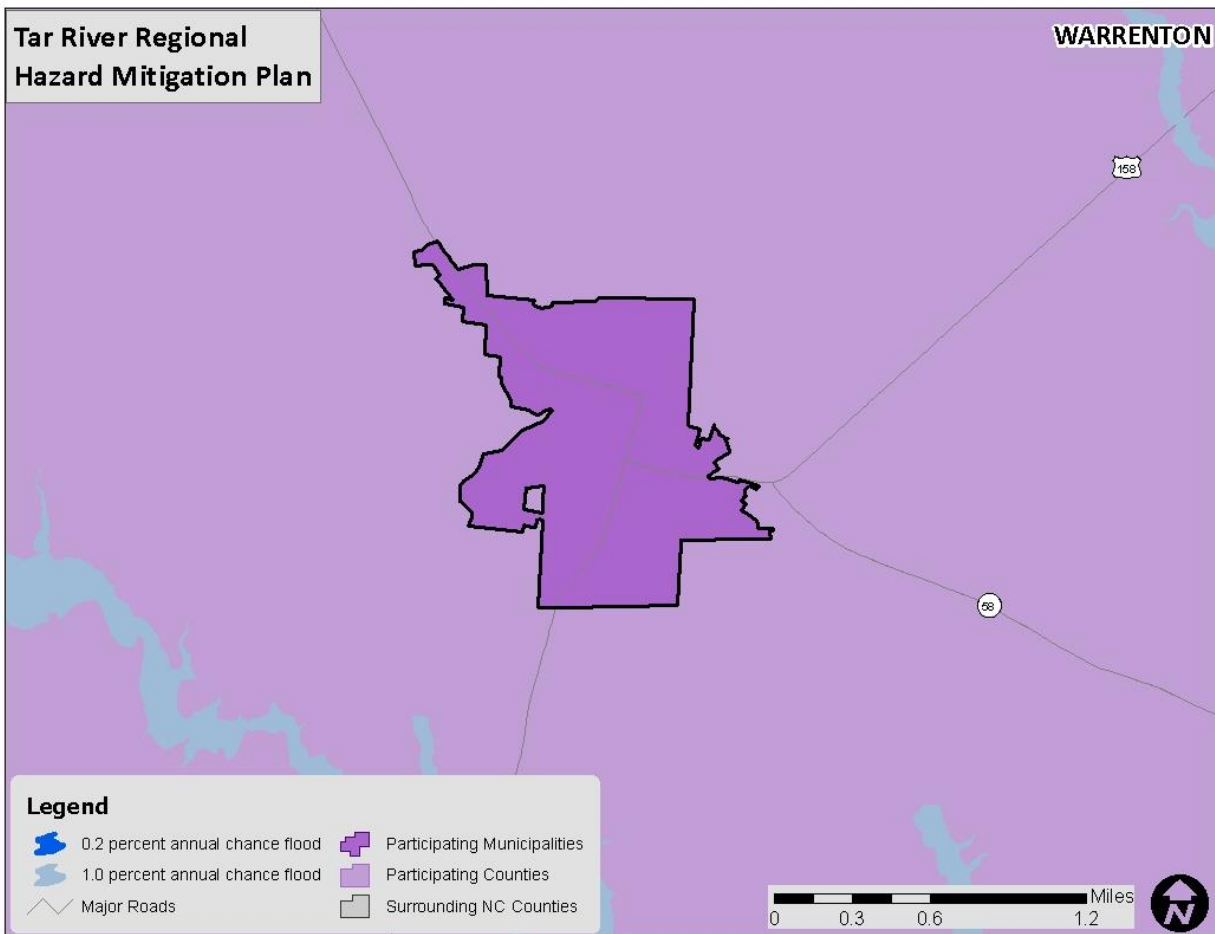 Tar River Regional
Hazard Mitigation Plan
WARRENTON
158
58
Legend
0.2 percent annual chance flood
Participating Municipalities
1.0 percent annual chance flood
Participating Counties
Major Roads
Surrounding NC Counties
Miles
0 0.3 0.6 1.2
N